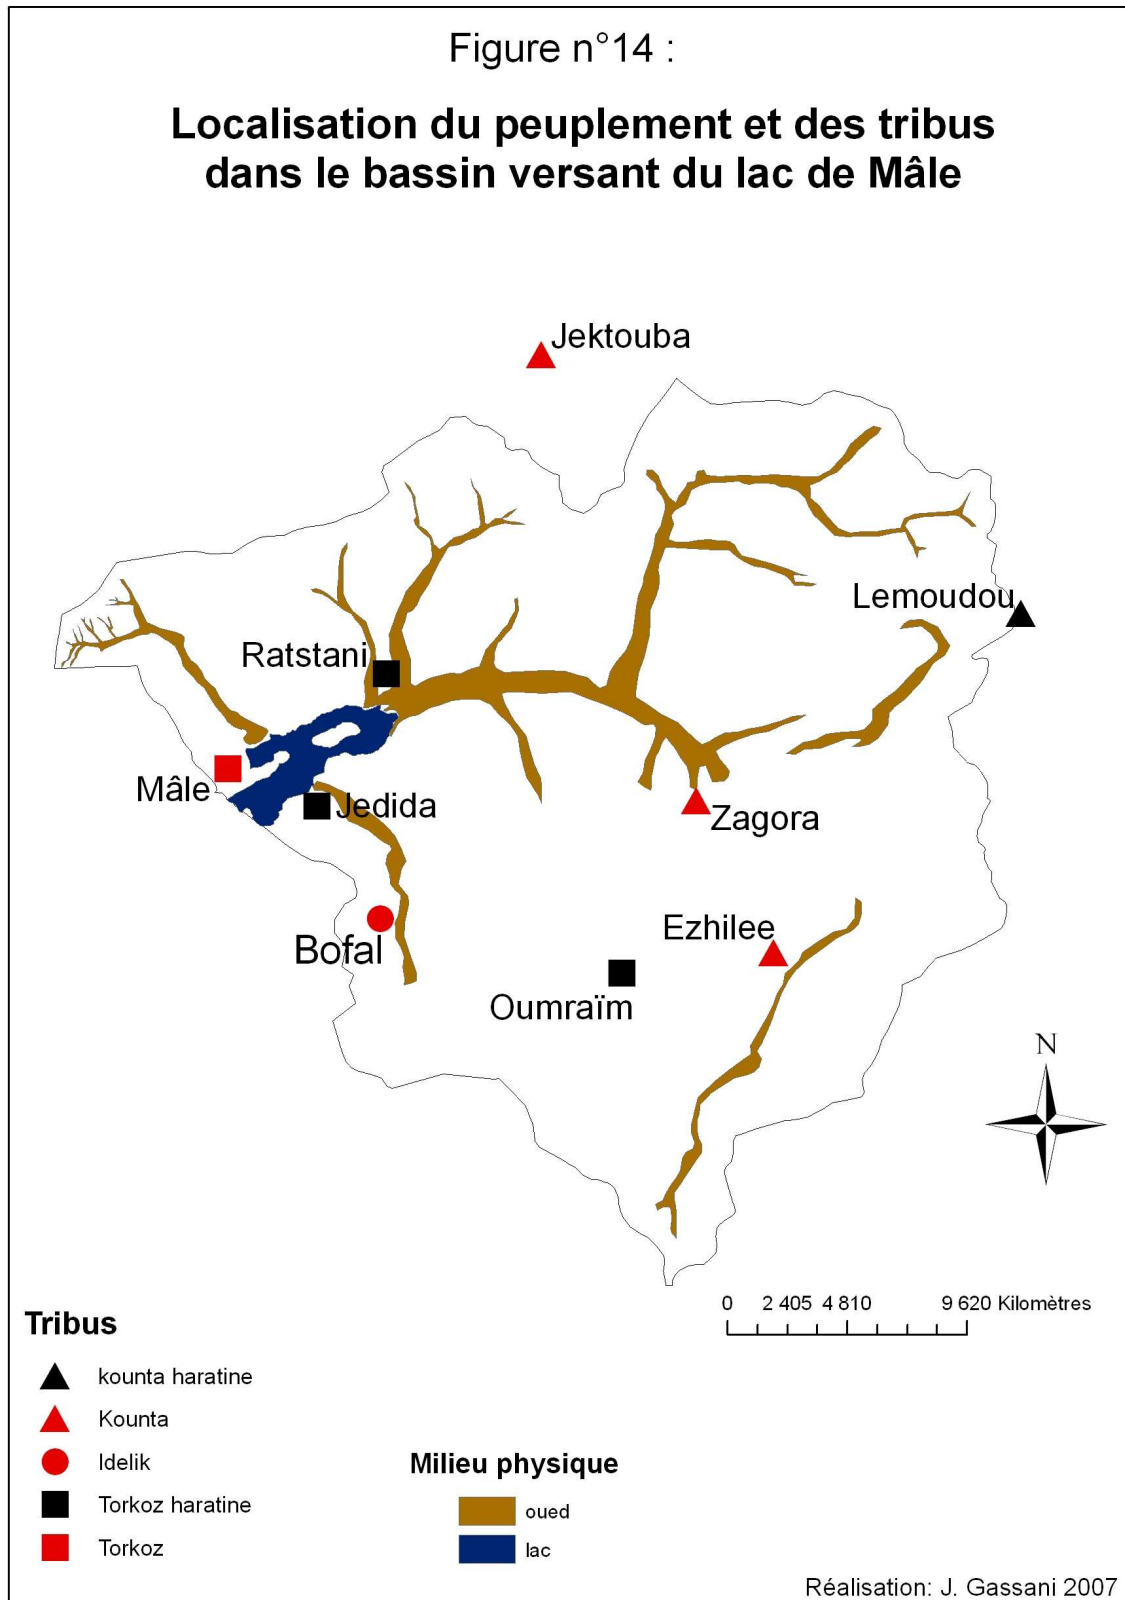 Figure n°14 :
Localisation du peuplement et des tribus
dans le bassin versant du lac de Mâle
Jektouba
Lemoudou
Ratstani
Mâle
Jedida
Zagora
Bofal
Ezhilee
Oumraïm
N
0 2 405 4 810 9 620 Kilomètres
Tribus
kounta haratine
Kounta
Idelik
Torkoz haratine
Torkoz
Milieu physique
oued
lac
Réalisation: J. Gassani 2007